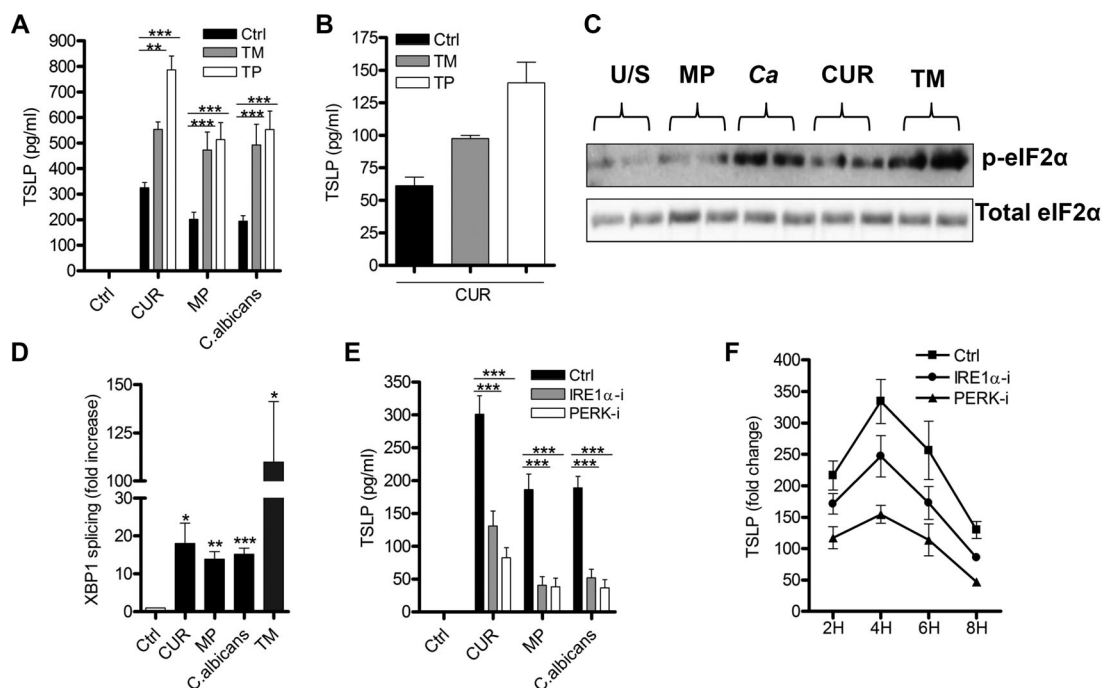 A
TSLP (pg/ml)
900
800
700
600
500
400
300
200
100
0
***
**
***
***
***
***
Ctrl
TM
TP
Ctrl
CUR
MP
C.albicans
B
TSLP (pg/ml)
175
150
125
100
75
50
25
0
Ctrl
TM
TP
CUR
C
U/S MP Ca CUR TM
p-eIF2α
Total eIF2α
D
XBP1 splicing (fold increase)
150
125
100
30
20
10
0
*
**
***
*
Ctrl
CUR
MP
C.albicans
TM
E
TSLP (pg/ml)
350
300
250
200
150
100
50
0
***
***
***
***
***
***
Ctrl
IRE1α-i
PERK-i
Ctrl
CUR
MP
C.albicans
F
TSLP (fold change)
400
350
300
250
200
150
100
50
0
Ctrl
IRE1α-i
PERK-i
2H 4H 6H 8H